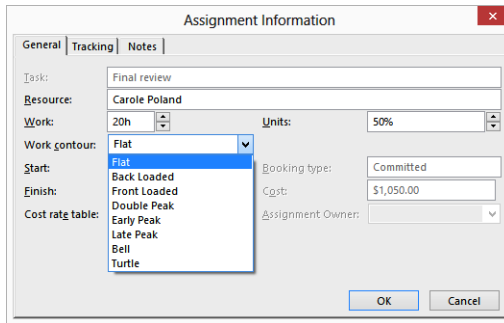 Assignment Information
General Tracking Notes
Task: Final review
Resource: Carole Poland
Work: 20h Units: 50%
Work contour: Flat
Flat
Start: Back Loaded Booking type: Committed
Front Loaded
Finish: Double Peak Cost: $1,050.00
Early Peak
Cost rate table: Late Peak Assignment Owner:
Bell
Turtle
OK Cancel